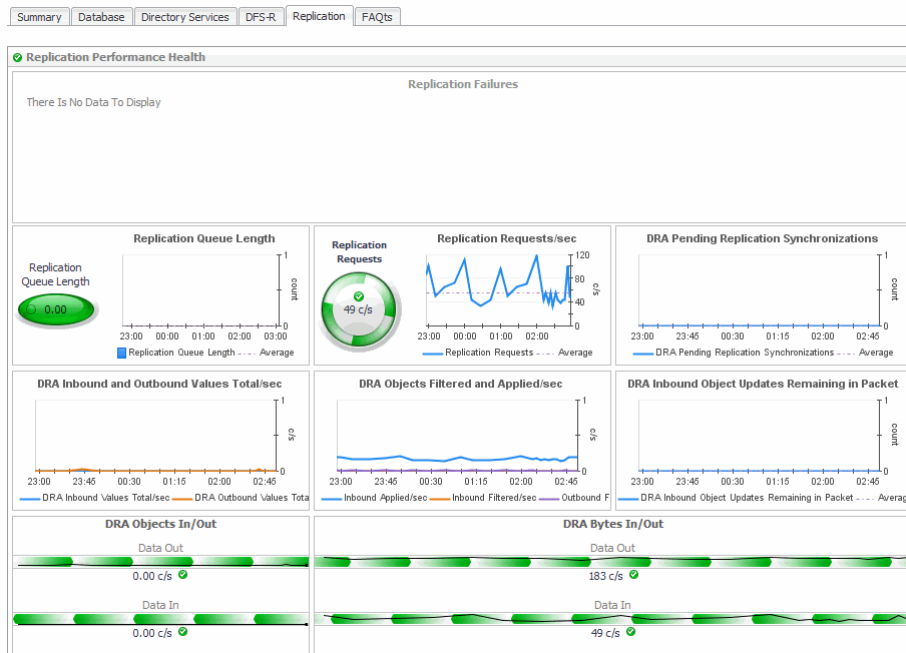 Summary Database Directory Services DFS-R Replication FAQts
Replication Performance Health
Replication Failures
There Is No Data To Display
Replication Queue Length
Replication
Queue Length
0.00
1
count
0
23:00 00:00 01:00 02:00 03:00
Replication Queue Length Average
Replication
Requests
49 c/s
Replication Requests/sec
120
80
40
0
c/s
23:00 00:00 01:00 02:00
Replication Requests Average
DRA Pending Replication Synchronizations
1
count
0
23:00 23:45 00:30 01:15 02:00 02:45
DRA Pending Replication Synchronizations Average
DRA Inbound and Outbound Values Total/sec
1
c/s
0
23:00 23:45 00:30 01:15 02:00 02:45
DRA Inbound Values Total/sec DRA Outbound Values Tota
DRA Objects Filtered and Applied/sec
1
c/s
0
23:00 23:45 00:30 01:15 02:00 02:45
Inbound Applied/sec Inbound Filtered/sec Outbound F
DRA Inbound Object Updates Remaining in Packet
1
count
0
23:00 23:45 00:30 01:15 02:00 02:45
DRA Inbound Object Updates Remaining in Packet Averag
DRA Objects In/Out
Data Out
0.00 c/s
Data In
0.00 c/s
DRA Bytes In/Out
Data Out
183 c/s
Data In
49 c/s